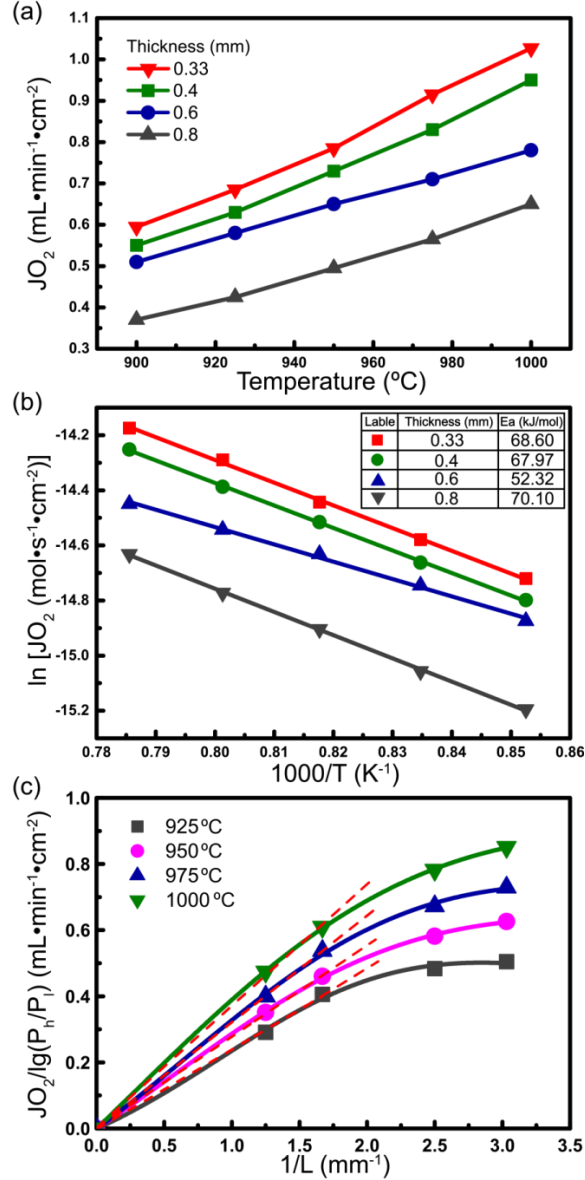 (a)
Thickness (mm)
0.33
0.4
0.6
0.8
1.1
1.0
0.9
0.8
0.7
0.6
0.5
0.4
0.3
JO2 (mL•min-1•cm-2)
900 920 940 960 980 1000
Temperature (ºC)
(b)
Lable Thickness (mm) Ea (kJ/mol)
0.33 68.60
0.4 67.97
0.6 52.32
0.8 70.10
-14.2
-14.4
-14.6
-14.8
-15.0
-15.2
ln [JO2 (mol•s-1•cm-2)]
0.78 0.79 0.80 0.81 0.82 0.83 0.84 0.85 0.86
1000/T (K-1)
(c)
925ºC
950ºC
975ºC
1000ºC
1.0
0.8
0.6
0.4
0.2
0.0
JO2/lg(Ph/Pl) (mL•min-1•cm-2)
0.0 0.5 1.0 1.5 2.0 2.5 3.0 3.5
1/L (mm-1)